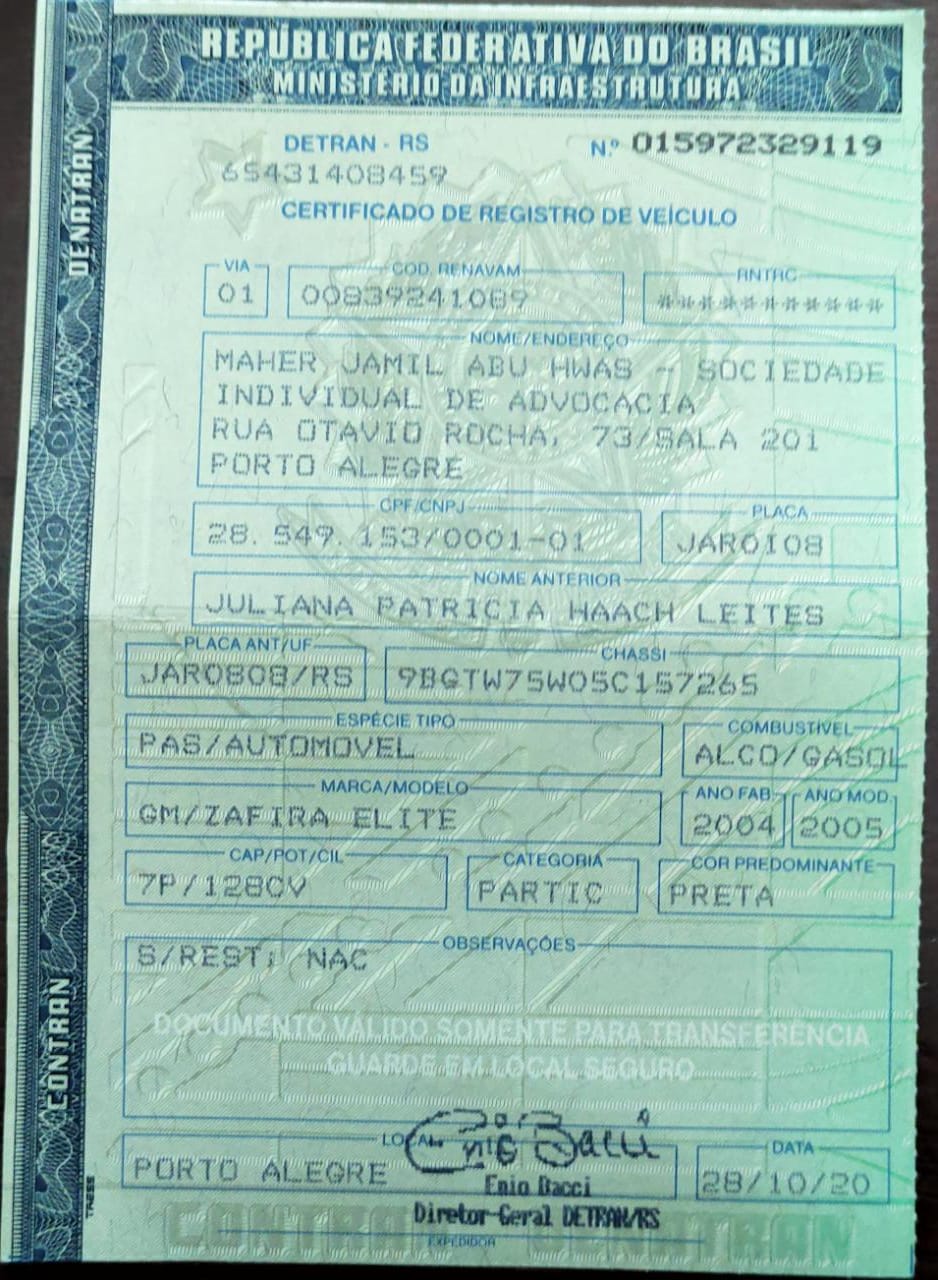 REPÚBLICA FEDERATIVA DO BRASIL
MINISTÉRIO DA INFRAESTRUTURA
DENATRAN
CONTRAN
DETRAN - RS
N.º 015972329119
65431408459
CERTIFICADO DE REGISTRO DE VEÍCULO
VIA
01
COD. RENAVAM
00839241089
RNTRC
***********
NOME/ENDEREÇO
MAHER JAMIL ABU HWAS - SOCIEDADE
INDIVIDUAL DE ADVOCACIA
RUA OTAVIO ROCHA, 73/SALA 201
PORTO ALEGRE
CPF/CNPJ
28. 549. 153/0001-01
PLACA
JAR0I08
NOME ANTERIOR
JULIANA PATRICIA HAACH LEITES
PLACA ANT/UF
JAR0808/RS
CHASSI
9BGTW75W05C157265
ESPÉCIE TIPO
PAS/AUTOMOVEL
COMBUSTÍVEL
ALCO/GASOL
MARCA/MODELO
GM/ZAFIRA ELITE
ANO FAB.
2004
ANO MOD.
2005
CAP/POT/CIL
7P/128CV
CATEGORIA
PARTIC
COR PREDOMINANTE
PRETA
OBSERVAÇÕES
S/REST; NAC
DOCUMENTO VÁLIDO SOMENTE PARA TRANSFERÊNCIA
GUARDE EM LOCAL SEGURO
LOCAL
PORTO ALEGRE
Enio Bacci
Diretor-Geral DETRAN/RS
EXPEDIDOR
DATA
28/10/20
CONTRAN DENATRAN